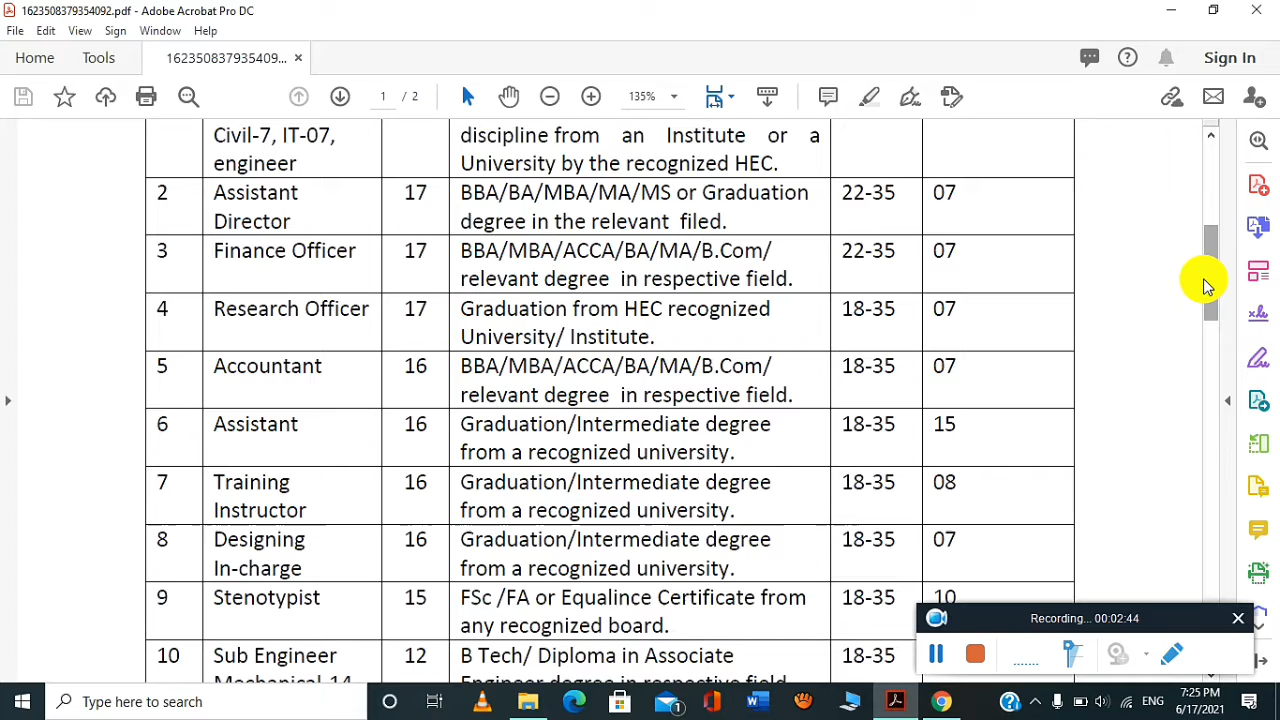 1623508379354092.pdf - Adobe Acrobat Pro DC
File Edit View Sign Window Help
Home Tools 162350837935409... × Sign In
1 / 2 135%
Civil-7, IT-07, discipline from an Institute or a
engineer University by the recognized HEC.
2 Assistant 17 BBA/BA/MBA/MA/MS or Graduation 22-35 07
Director degree in the relevant filed.
3 Finance Officer 17 BBA/MBA/ACCA/BA/MA/B.Com/ 22-35 07
relevant degree in respective field.
4 Research Officer 17 Graduation from HEC recognized 18-35 07
University/ Institute.
5 Accountant 16 BBA/MBA/ACCA/BA/MA/B.Com/ 18-35 07
relevant degree in respective field.
6 Assistant 16 Graduation/Intermediate degree 18-35 15
from a recognized university.
7 Training 16 Graduation/Intermediate degree 18-35 08
Instructor from a recognized university.
8 Designing 16 Graduation/Intermediate degree 18-35 07
In-charge from a recognized university.
9 Stenotypist 15 FSc /FA or Equalince Certificate from 18-35 10
any recognized board.
10 Sub Engineer 12 B Tech/ Diploma in Associate 18-35
Mechanical-14 Engineer degree in respective field
Recording... 00:02:44
Type here to search
1
ENG
7:25 PM
6/17/2021